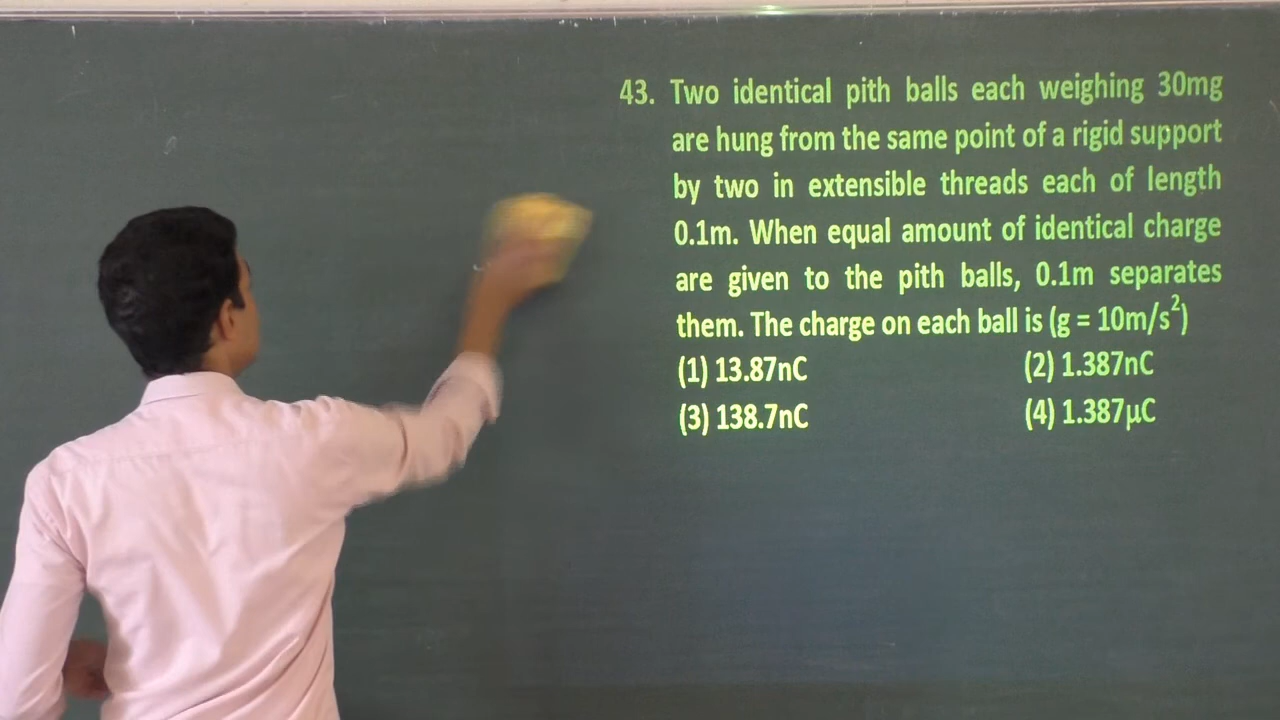 43. Two identical pith balls each weighing 30mg
are hung from the same point of a rigid support
by two in extensible threads each of length
0.1m. When equal amount of identical charge
are given to the pith balls, 0.1m separates
them. The charge on each ball is (g = 10m/s²)
(1) 13.87nC (2) 1.387nC
(3) 138.7nC (4) 1.387μC